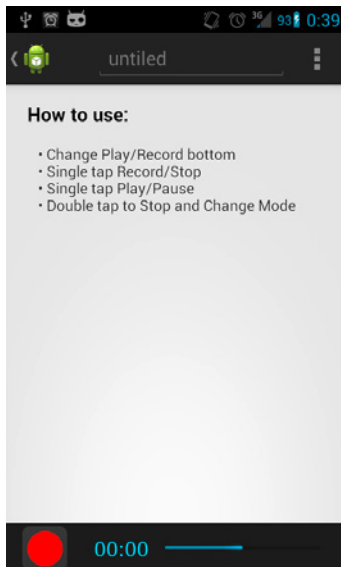 3G 93 0:39
untiled
How to use:
• Change Play/Record bottom
• Single tap Record/Stop
• Single tap Play/Pause
• Double tap to Stop and Change Mode
00:00